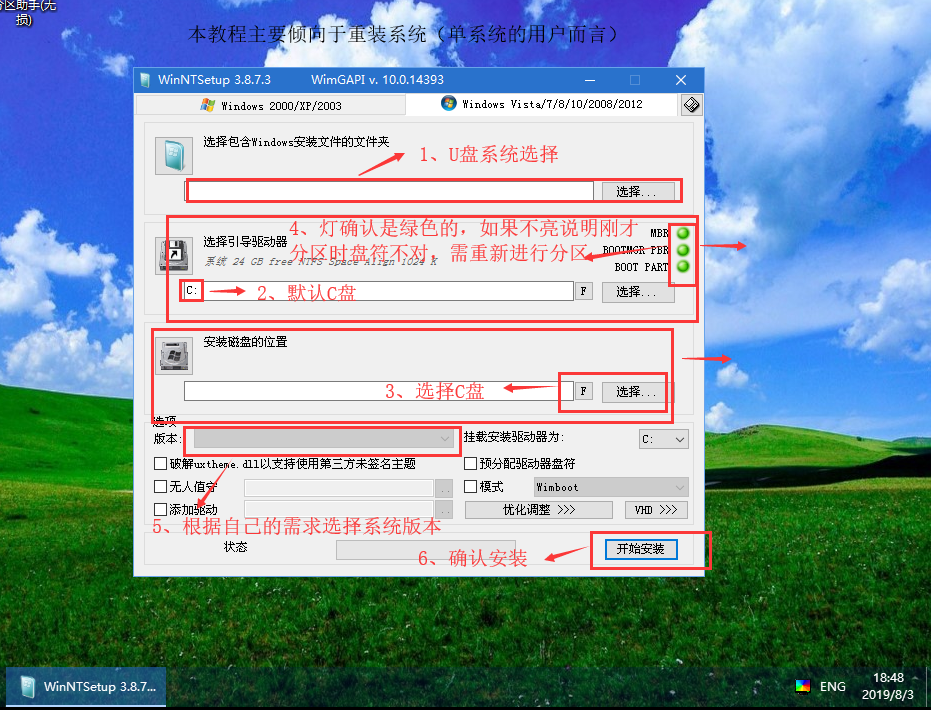 分区助手(无
损)
本教程主要倾向于重装系统（单系统的用户而言）
WinNTSetup 3.8.7.3 WimGAPI v. 10.0.14393
Windows 2000/XP/2003 Windows Vista/7/8/10/2008/2012
选择包含Windows安装文件的文件夹
1、U盘系统选择
选择...
4、灯确认是绿色的，如果不亮说明刚才
分区时盘符不对，需重新进行分区
选择引导驱动器
系统 24 GB free NTFS Space Align 1024 K
MBR
BOOTMGR PBR
BOOT PART
C: 2、默认C盘 F 选择...
安装磁盘的位置
3、选择C盘 F 选择...
选项
版本: 挂载安装驱动器为: C:
破解uxtheme.dll以支持使用第三方未签名主题 预分配驱动器盘符
无人值守 .. 模式 Wimboot
添加驱动 .. 优化调整 >>> VHD >>>
5、根据自己的需求选择系统版本
状态 6、确认安装 开始安装
WinNTSetup 3.8.7... ENG 18:48
2019/8/3